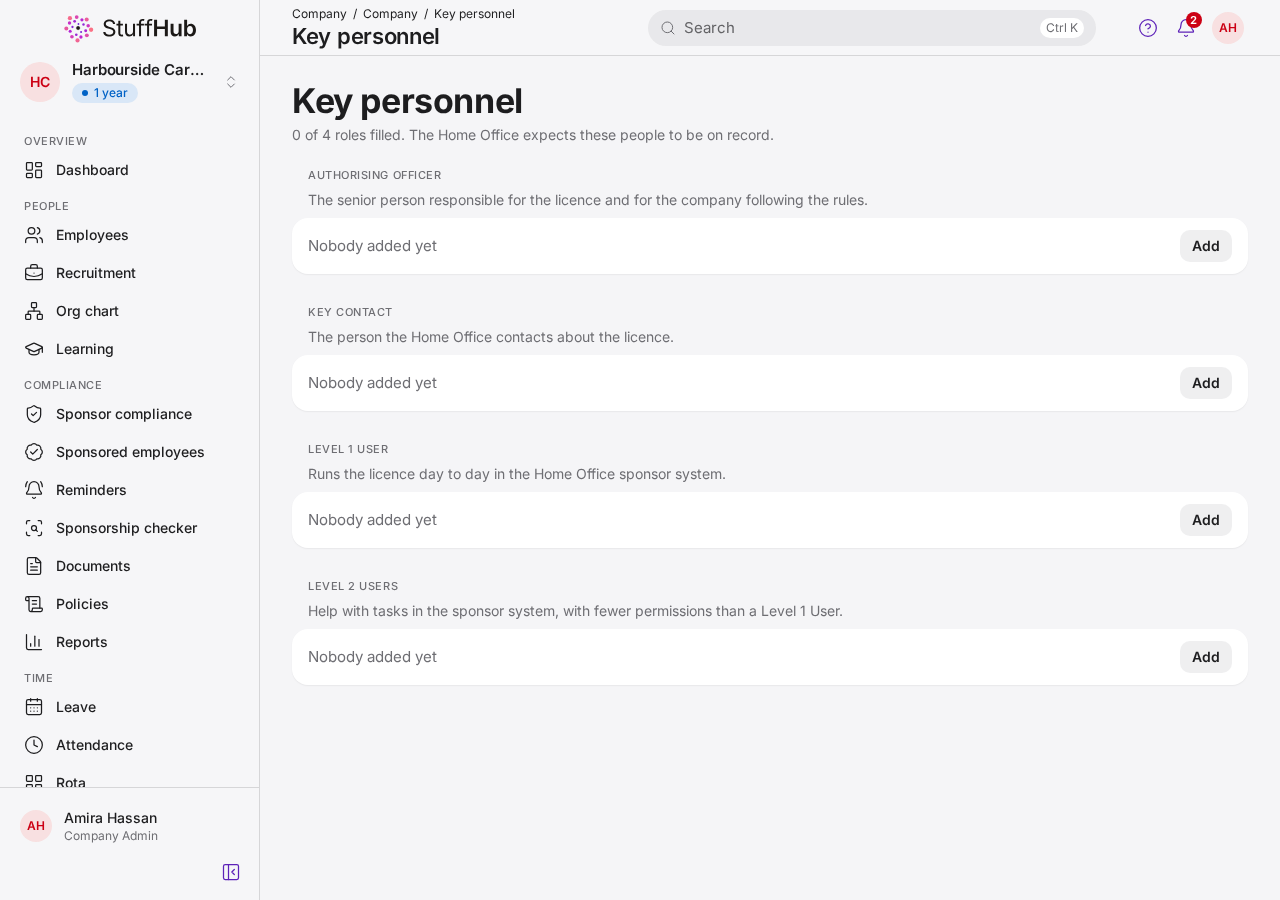 StuffHub
HC
Harbourside Car...
1 year
OVERVIEW
Dashboard
PEOPLE
Employees
Recruitment
Org chart
Learning
COMPLIANCE
Sponsor compliance
Sponsored employees
Reminders
Sponsorship checker
Documents
Policies
Reports
TIME
Leave
Attendance
Rota
AH
Amira Hassan
Company Admin
Company / Company / Key personnel
Key personnel
Search
Ctrl K
2
AH
Key personnel
0 of 4 roles filled. The Home Office expects these people to be on record.
AUTHORISING OFFICER
The senior person responsible for the licence and for the company following the rules.
Nobody added yet
Add
KEY CONTACT
The person the Home Office contacts about the licence.
Nobody added yet
Add
LEVEL 1 USER
Runs the licence day to day in the Home Office sponsor system.
Nobody added yet
Add
LEVEL 2 USERS
Help with tasks in the sponsor system, with fewer permissions than a Level 1 User.
Nobody added yet
Add